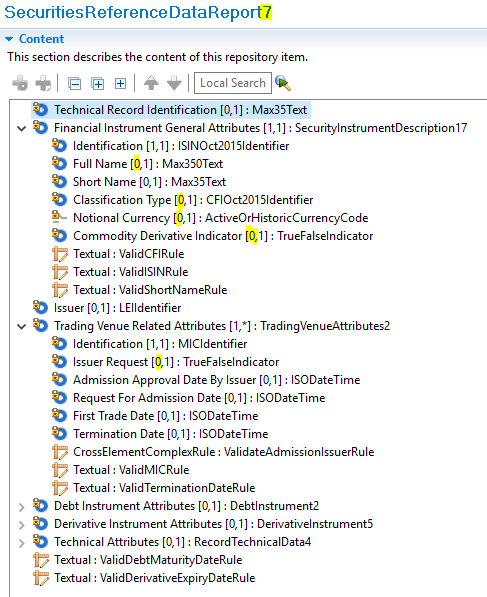 SecuritiesReferenceDataReport7
Content
This section describes the content of this repository item.
Local Search
Technical Record Identification [0,1] : Max35Text
Financial Instrument General Attributes [1,1] : SecurityInstrumentDescription17
Identification [1,1] : ISINOct2015Identifier
Full Name [0,1] : Max350Text
Short Name [0,1] : Max35Text
Classification Type [0,1] : CFIOct2015Identifier
Notional Currency [0,1] : ActiveOrHistoricCurrencyCode
Commodity Derivative Indicator [0,1] : TrueFalseIndicator
Textual : ValidCFIRule
Textual : ValidISINRule
Textual : ValidShortNameRule
Issuer [0,1] : LEIIdentifier
Trading Venue Related Attributes [1,*] : TradingVenueAttributes2
Identification [1,1] : MICIdentifier
Issuer Request [0,1] : TrueFalseIndicator
Admission Approval Date By Issuer [0,1] : ISODateTime
Request For Admission Date [0,1] : ISODateTime
First Trade Date [0,1] : ISODateTime
Termination Date [0,1] : ISODateTime
CrossElementComplexRule : ValidateAdmissionIssuerRule
Textual : ValidMICRule
Textual : ValidTerminationDateRule
Debt Instrument Attributes [0,1] : DebtInstrument2
Derivative Instrument Attributes [0,1] : DerivativeInstrument5
Technical Attributes [0,1] : RecordTechnicalData4
Textual : ValidDebtMaturityDateRule
Textual : ValidDerivativeExpiryDateRule